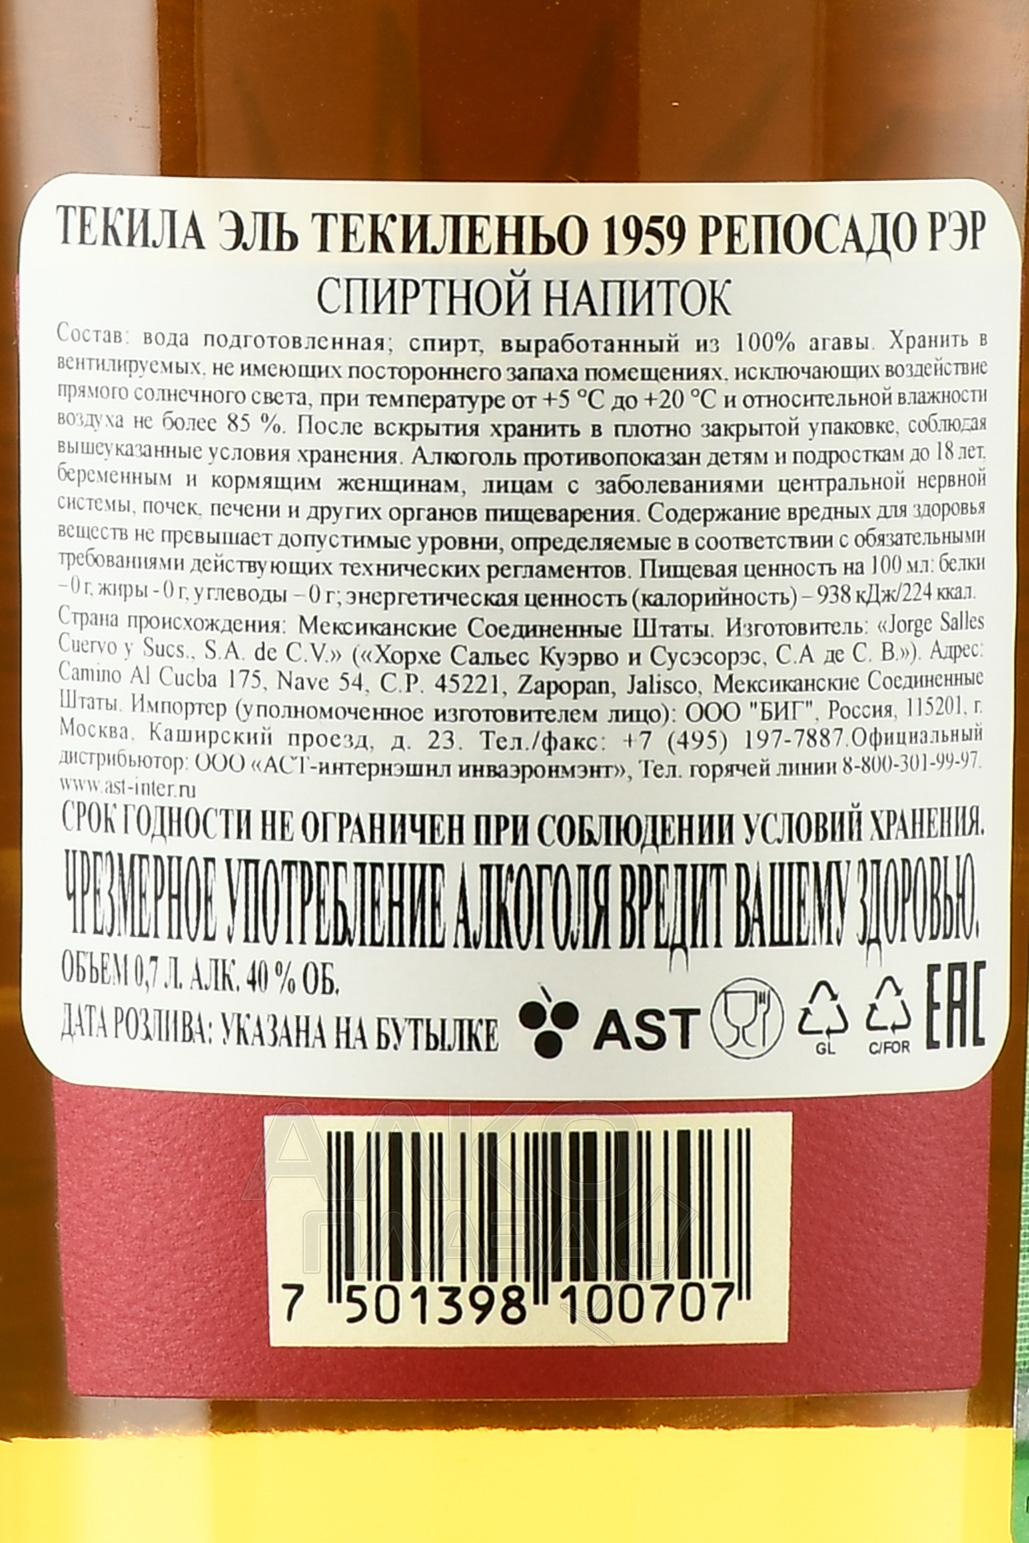 ТЕКИЛА ЭЛЬ ТЕКИЛЕНЬО 1959 РЕПОСАДО РЭР
СПИРТНОЙ НАПИТОК
Состав: вода подготовленная; спирт, выработанный из 100% агавы. Хранить в
вентилируемых, не имеющих постороннего запаха помещениях, исключающих воздействие
прямого солнечного света, при температуре от +5 °С до +20 °С и относительной влажности
воздуха не более 85 %. После вскрытия хранить в плотно закрытой упаковке, соблюдая
вышеуказанные условия хранения. Алкоголь противопоказан детям и подросткам до 18 лет,
беременным и кормящим женщинам, лицам с заболеваниями центральной нервной
системы, почек, печени и других органов пищеварения. Содержание вредных для здоровья
веществ не превышает допустимые уровни, определяемые в соответствии с обязательными
требованиями действующих технических регламентов. Пищевая ценность на 100 мл: белки
– 0 г, жиры - 0 г, углеводы – 0 г; энергетическая ценность (калорийность) – 938 кДж/224 ккал.
Страна происхождения: Мексиканские Соединенные Штаты. Изготовитель: «Jorge Salles
Cuervo y Sucs., S.A. de C.V.» («Хорхе Сальес Куэрво и Сусэсорэс, С.А де С. В.»). Адрес:
Camino Al Cucba 175, Nave 54, C.P. 45221, Zapopan, Jalisco, Мексиканские Соединенные
Штаты. Импортер (уполномоченное изготовителем лицо): ООО "БИГ", Россия, 115201, г.
Москва, Каширский проезд, д. 23. Тел./факс: +7 (495) 197-7887.Официальный
дистрибьютор: ООО «АСТ-интернэшнл инваэронмэнт», Тел. горячей линии 8-800-301-99-97.
www.ast-inter.ru
СРОК ГОДНОСТИ НЕ ОГРАНИЧЕН ПРИ СОБЛЮДЕНИИ УСЛОВИЙ ХРАНЕНИЯ.
ЧРЕЗМЕРНОЕ УПОТРЕБЛЕНИЕ АЛКОГОЛЯ ВРЕДИТ ВАШЕМУ ЗДОРОВЬЮ.
ОБЪЕМ 0,7 Л. АЛК. 40 % ОБ.
ДАТА РОЗЛИВА: УКАЗАНА НА БУТЫЛКЕ
AST
GL
C/FOR
EAC
АЛКО
ПЛАЗА.ру
7 501398 100707